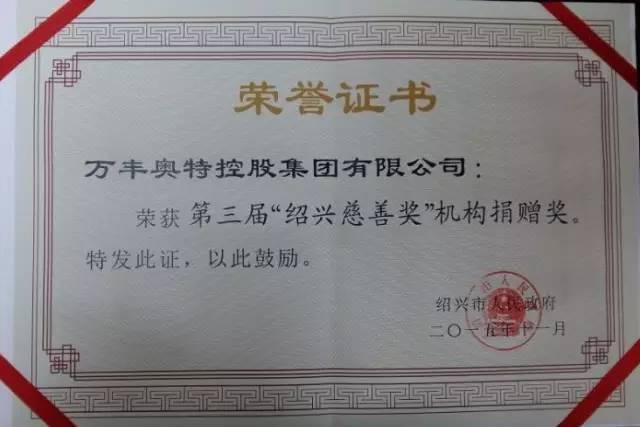 荣誉证书
万丰奥特控股集团有限公司：
荣获 第三届“绍兴慈善奖”机构捐赠奖。
特发此证，以此鼓励。
绍兴市人民政府
二〇一五年十一月